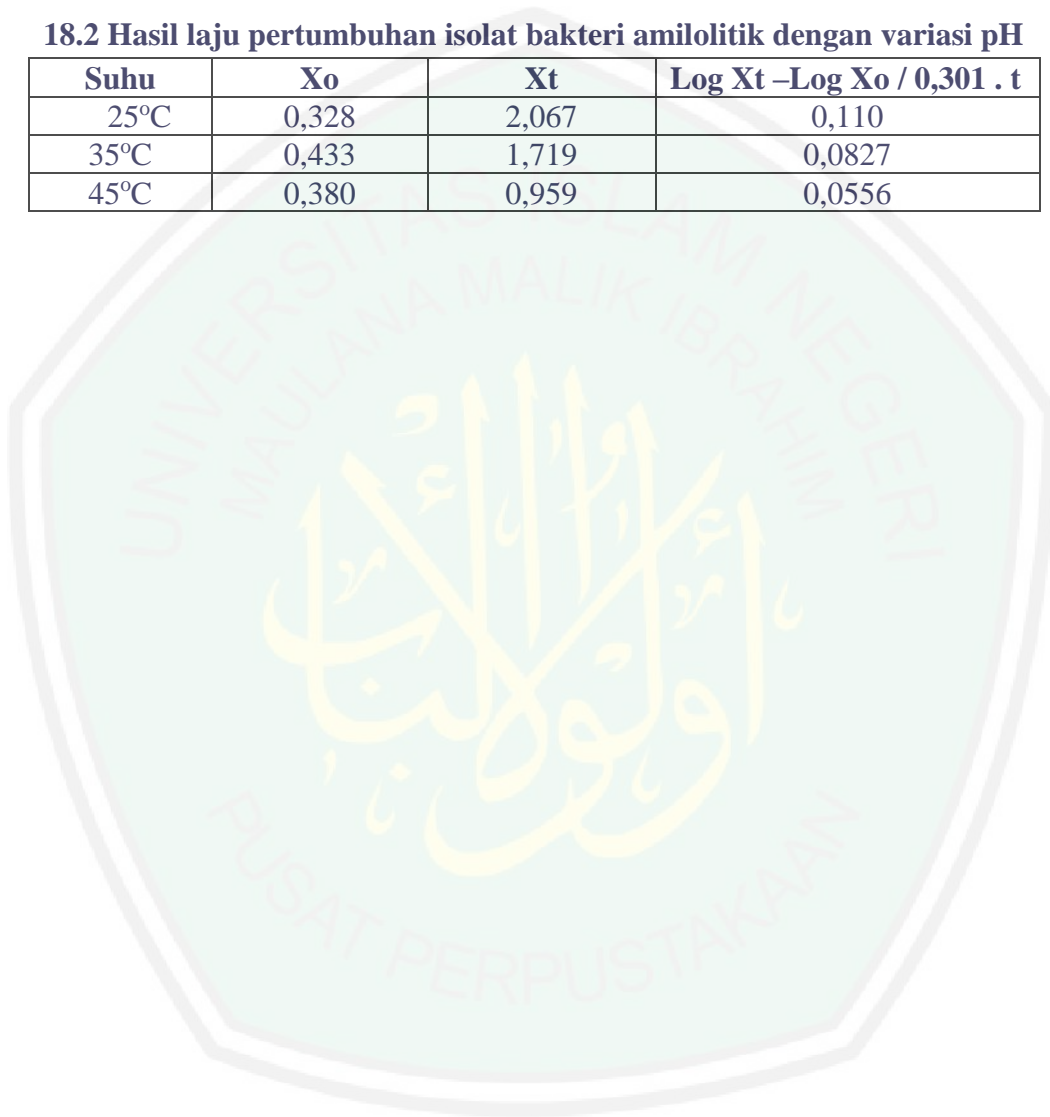 18.2 Hasil laju pertumbuhan isolat bakteri amilolitik dengan variasi pH
Suhu Xo Xt Log Xt –Log Xo / 0,301 . t
25°C 0,328 2,067 0,110
35°C 0,433 1,719 0,0827
45°C 0,380 0,959 0,0556
UNIVERSITAS ISLAM NEGERI
MAULANA MALIK IBRAHIM
أولوا الألباب
PUSAT PERPUSTAKAAN